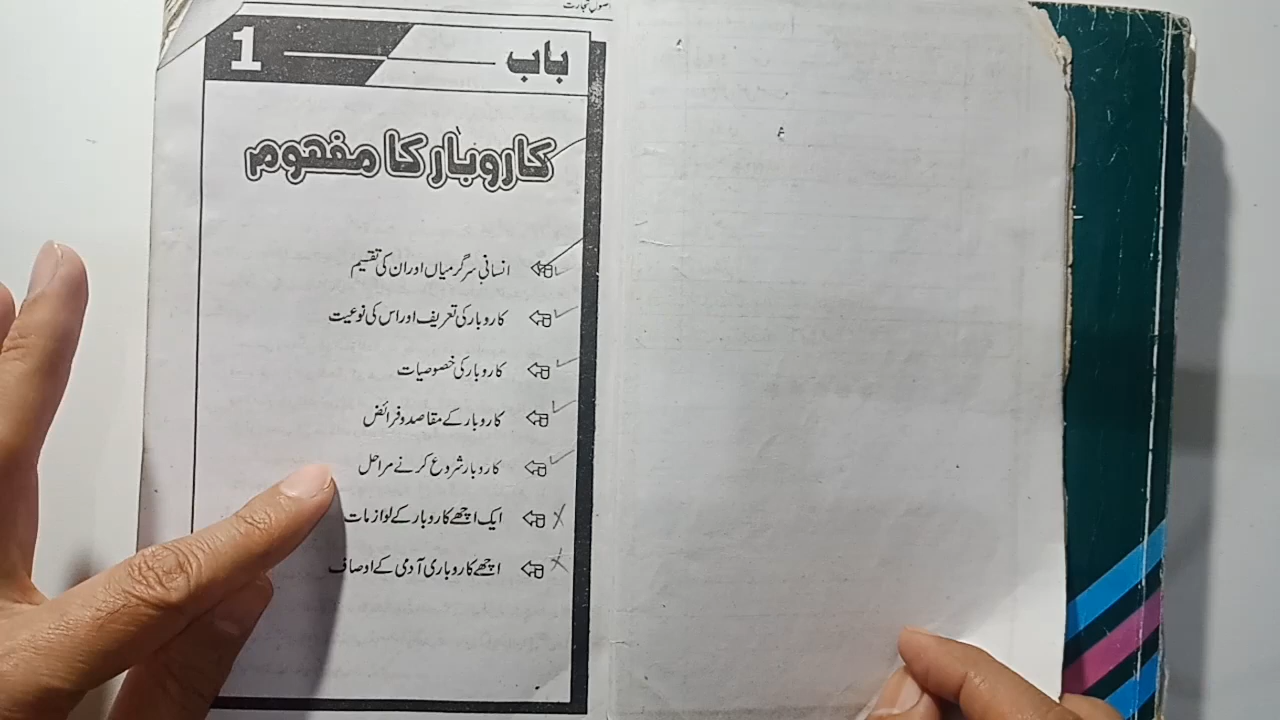 اصول تجارت
باب 1
کاروبار کا مفہوم
انسانی سرگرمیاں اور ان کی تقسیم
کاروبار کی تعریف اور اس کی نوعیت
کاروبار کی خصوصیات
کاروبار کے مقاصد و فرائض
کاروبار شروع کرنے مراحل
ایک اچھے کاروبار کے لوازمات
اچھے کاروباری آدمی کے اوصاف